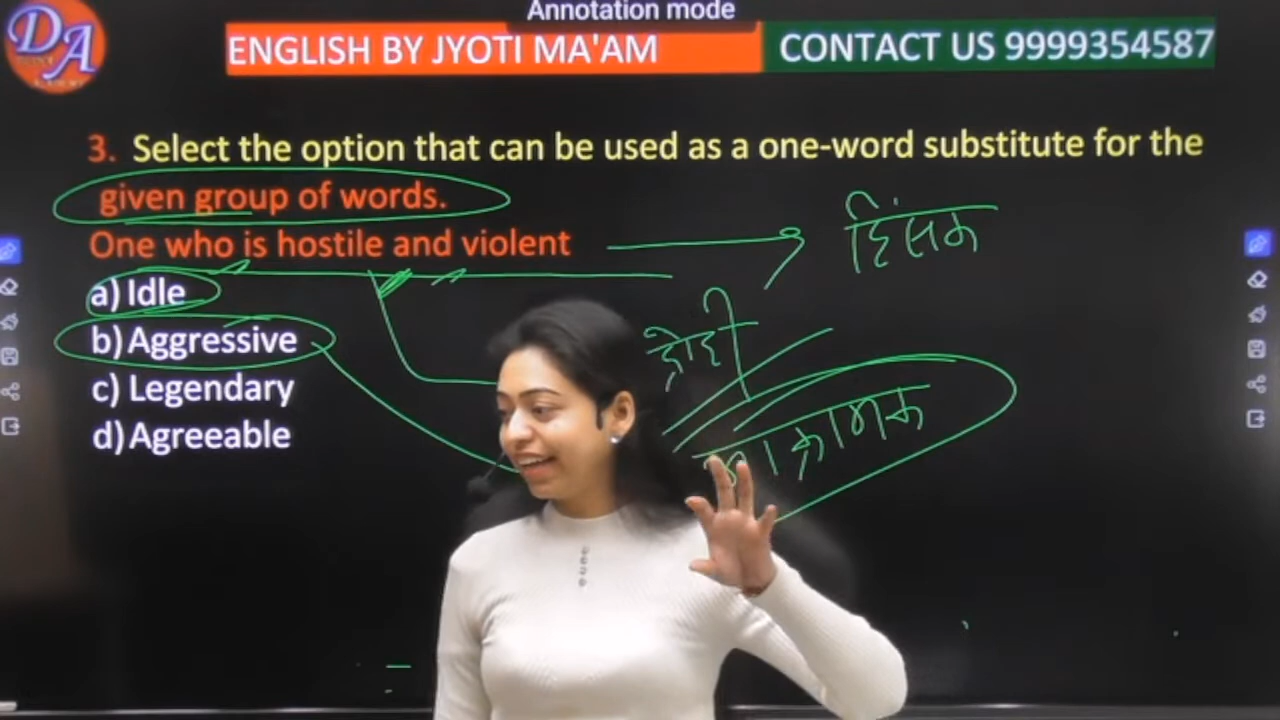 Annotation mode
DA
ENGLISH BY JYOTI MA'AM
CONTACT US 9999354587
3. Select the option that can be used as a one-word substitute for the
given group of words.
One who is hostile and violent
हिंसक
a) Idle
b) Aggressive
c) Legendary
d) Agreeable
आक्रामक